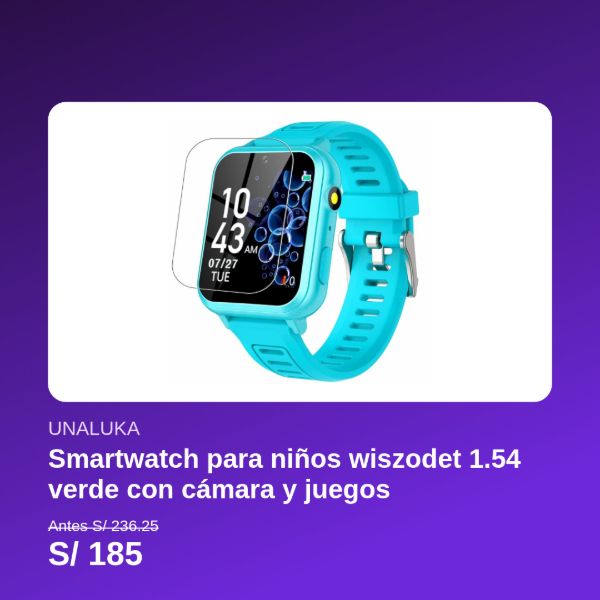 10
43 AM
07/27
TUE
0
UNALUKA
Smartwatch para niños wiszodet 1.54
verde con cámara y juegos
Antes S/ 236.25
S/ 185